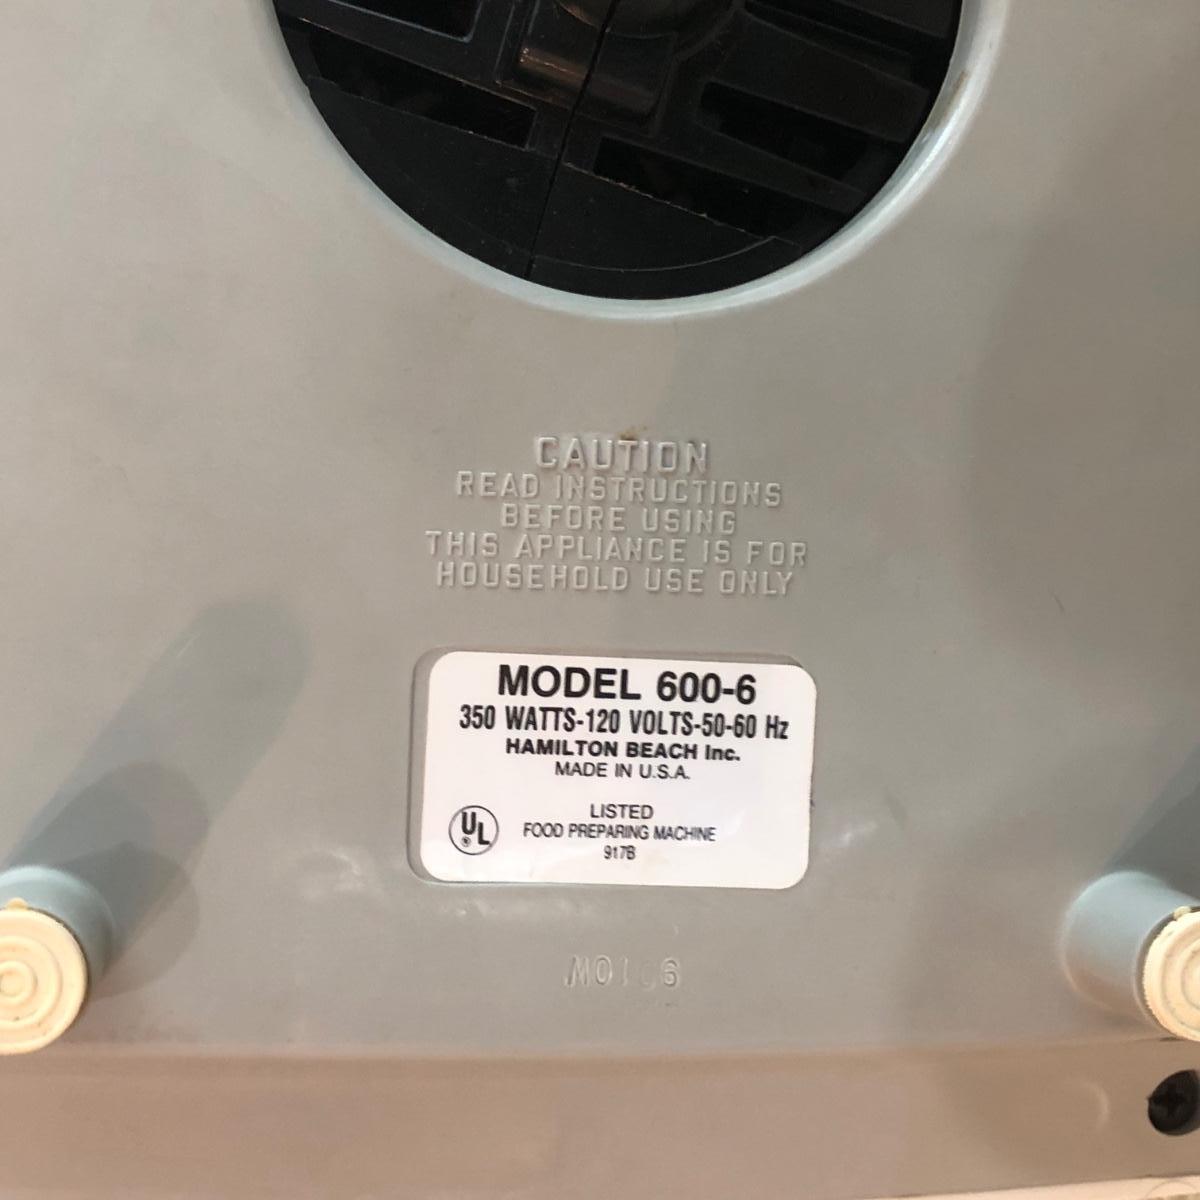 CAUTION
READ INSTRUCTIONS
BEFORE USING
THIS APPLIANCE IS FOR
HOUSEHOLD USE ONLY
MODEL 600-6
350 WATTS-120 VOLTS-50-60 Hz
HAMILTON BEACH Inc.
MADE IN U.S.A.
LISTED
UL ®
FOOD PREPARING MACHINE
917B